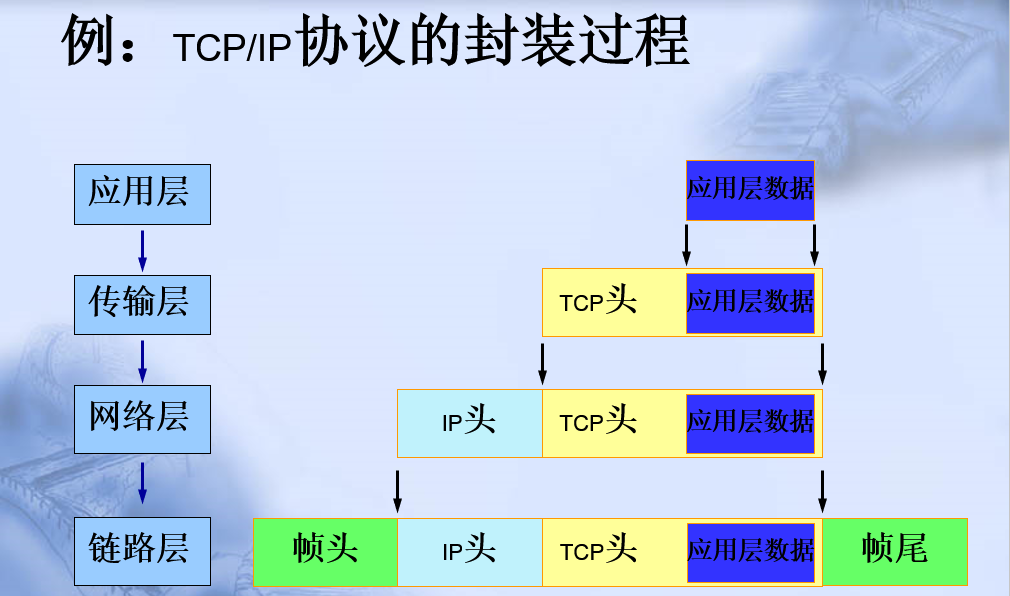 例：TCP/IP协议的封装过程
应用层 应用层数据
传输层 TCP头 应用层数据
网络层 IP头 TCP头 应用层数据
链路层 帧头 IP头 TCP头 应用层数据 帧尾